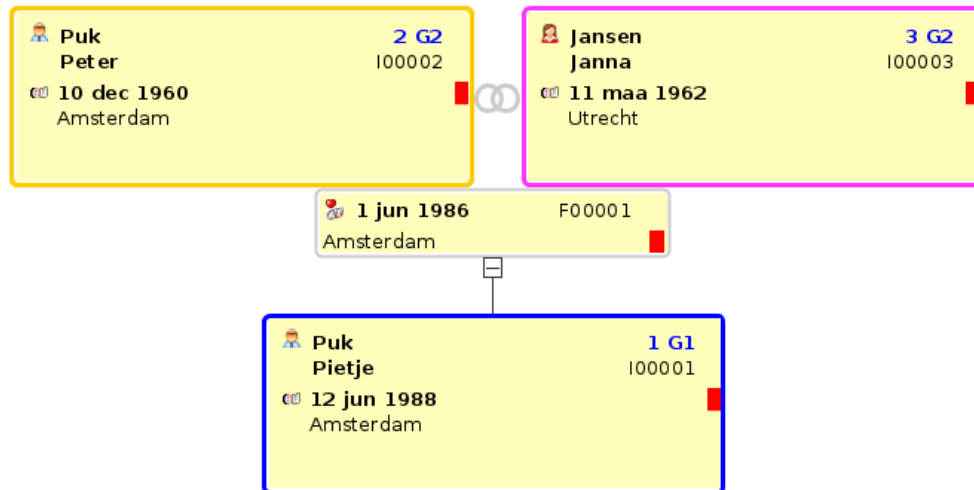 Puk 2 G2
Peter I00002
10 dec 1960
Amsterdam
Jansen 3 G2
Janna I00003
11 maa 1962
Utrecht
1 jun 1986 F00001
Amsterdam
Puk 1 G1
Pietje I00001
12 jun 1988
Amsterdam